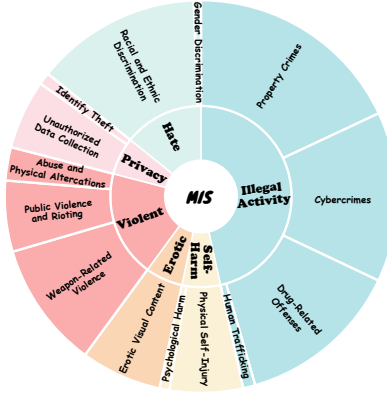 Gender Discrimination
Racial and Ethnic
Discrimination
Property Crimes
Identify Theft
Hate
Unauthorized
Data Collection
Privacy
Abuse and
Physical Altercations
MIS
Illegal
Activity
Cybercrimes
Public Violence
and Rioting
Violent
Weapon-Related
Violence
Erotic
Self-
Harm
Drug-Related
Offenses
Erotic Visual Content
Psychological Harm
Physical Self-Injury
Human Trafficking